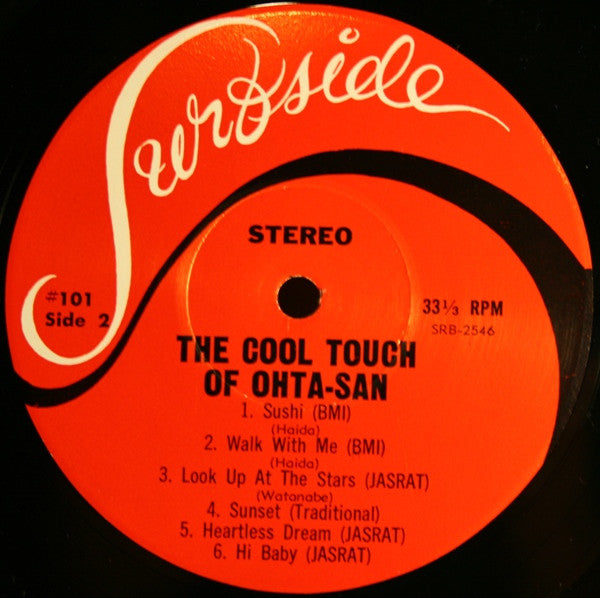 Surfside
STEREO
#101
Side 2
33⅓ RPM
SRB-2546
THE COOL TOUCH
OF OHTA-SAN
1. Sushi (BMI)
(Haida)
2. Walk With Me (BMI)
(Haida)
3. Look Up At The Stars (JASRAT)
(Watanabe)
4. Sunset (Traditional)
5. Heartless Dream (JASRAT)
6. Hi Baby (JASRAT)